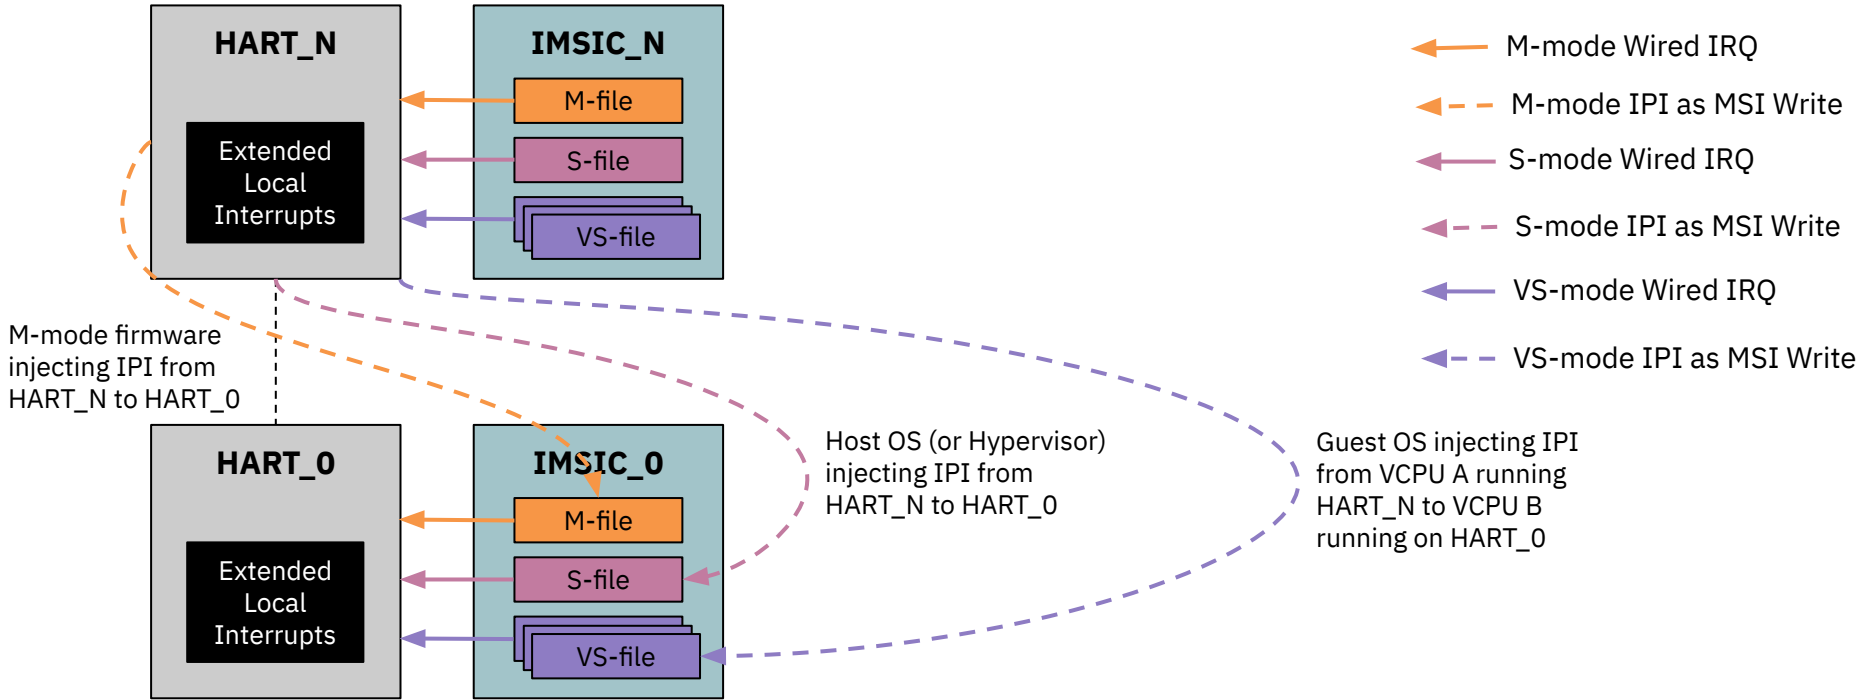 HART_N
IMSIC_N
M-file
S-file
VS-file
Extended
Local
Interrupts
M-mode Wired IRQ
M-mode IPI as MSI Write
S-mode Wired IRQ
S-mode IPI as MSI Write
VS-mode Wired IRQ
VS-mode IPI as MSI Write
M-mode firmware
injecting IPI from
HART_N to HART_0
HART_0
IMSIC_0
M-file
S-file
VS-file
Extended
Local
Interrupts
Host OS (or Hypervisor)
injecting IPI from
HART_N to HART_0
Guest OS injecting IPI
from VCPU A running
HART_N to VCPU B
running on HART_0